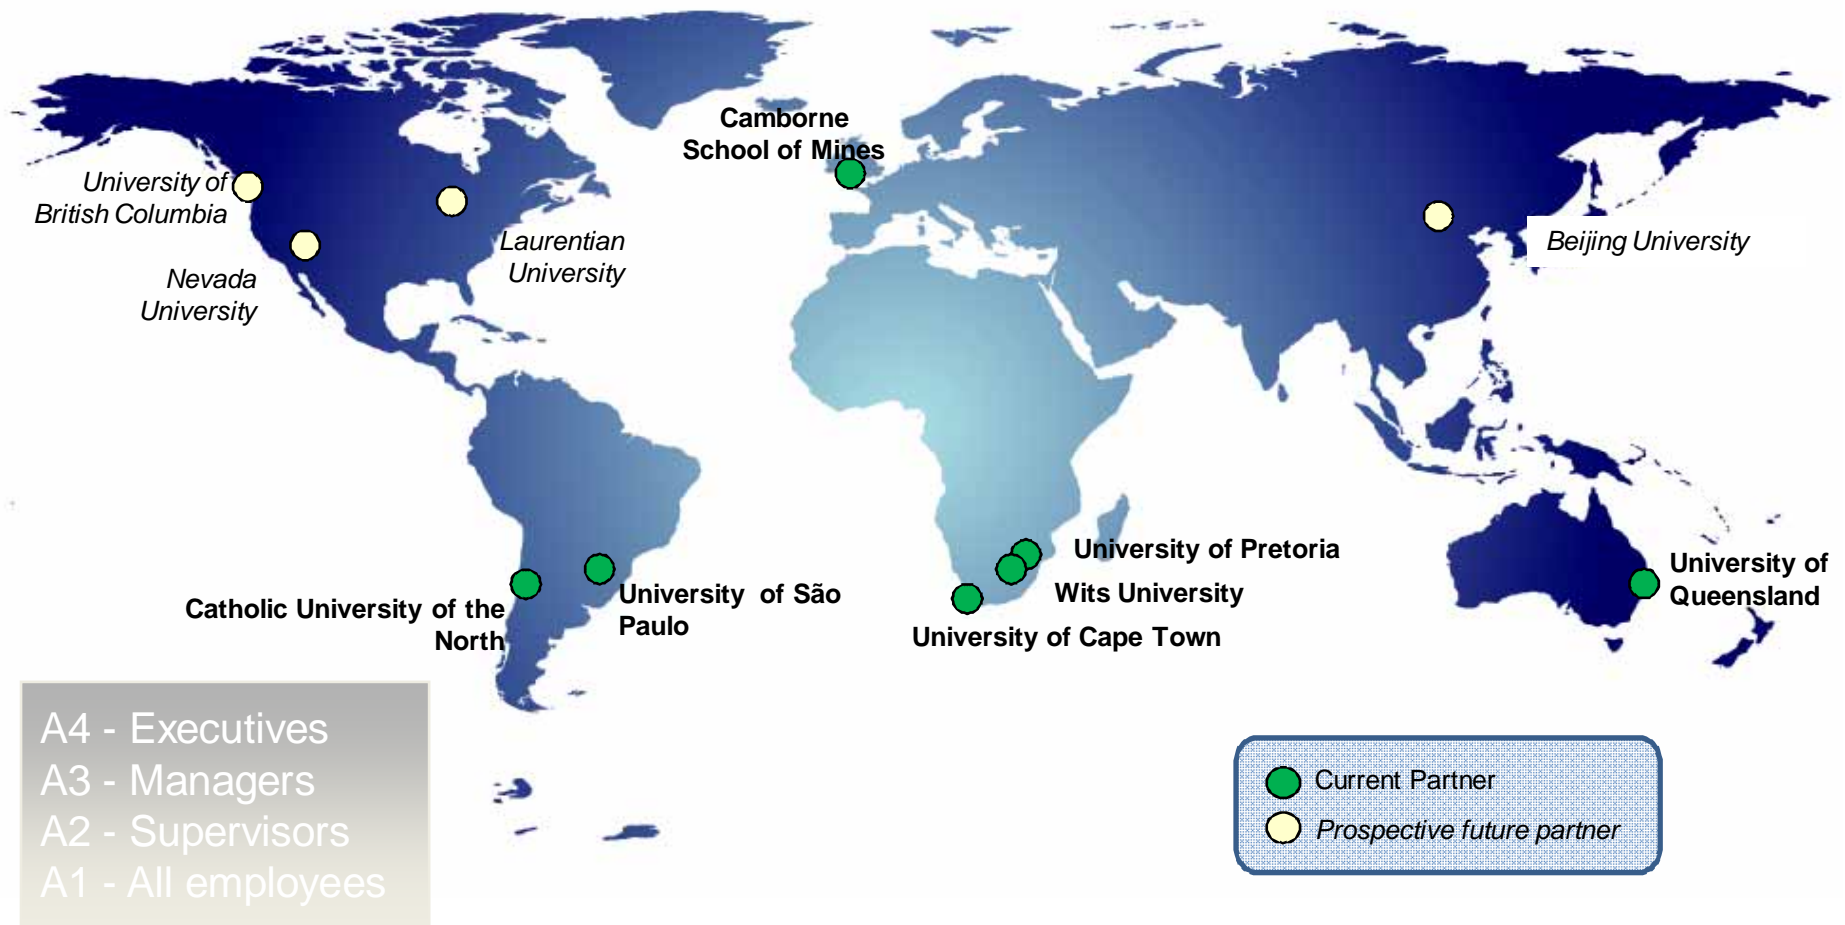 Camborne
School of Mines
University of
British Columbia
Laurentian
University
Nevada
University
Beijing University
University of Pretoria
Wits University
University of Cape Town
University of
Queensland
Catholic University of the
North
University of São
Paulo
A4 - Executives
A3 - Managers
A2 - Supervisors
A1 - All employees
Current Partner
Prospective future partner